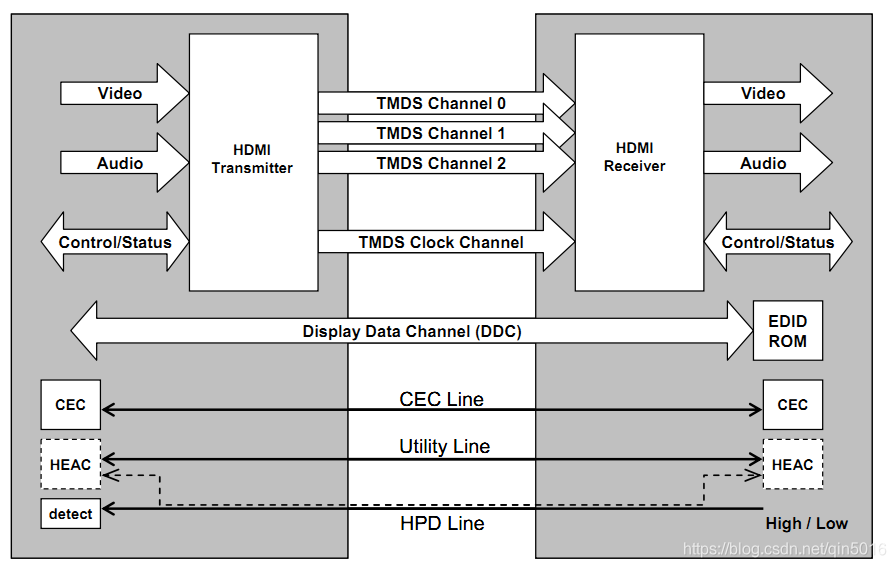 Video
Audio
Control/Status
HDMI
Transmitter
TMDS Channel 0
TMDS Channel 1
TMDS Channel 2
TMDS Clock Channel
HDMI
Receiver
Video
Audio
Control/Status
Display Data Channel (DDC)
EDID
ROM
CEC
CEC Line
CEC
HEAC
Utility Line
HEAC
detect
HPD Line
High / Low
https://blog.csdn.net/qin5016